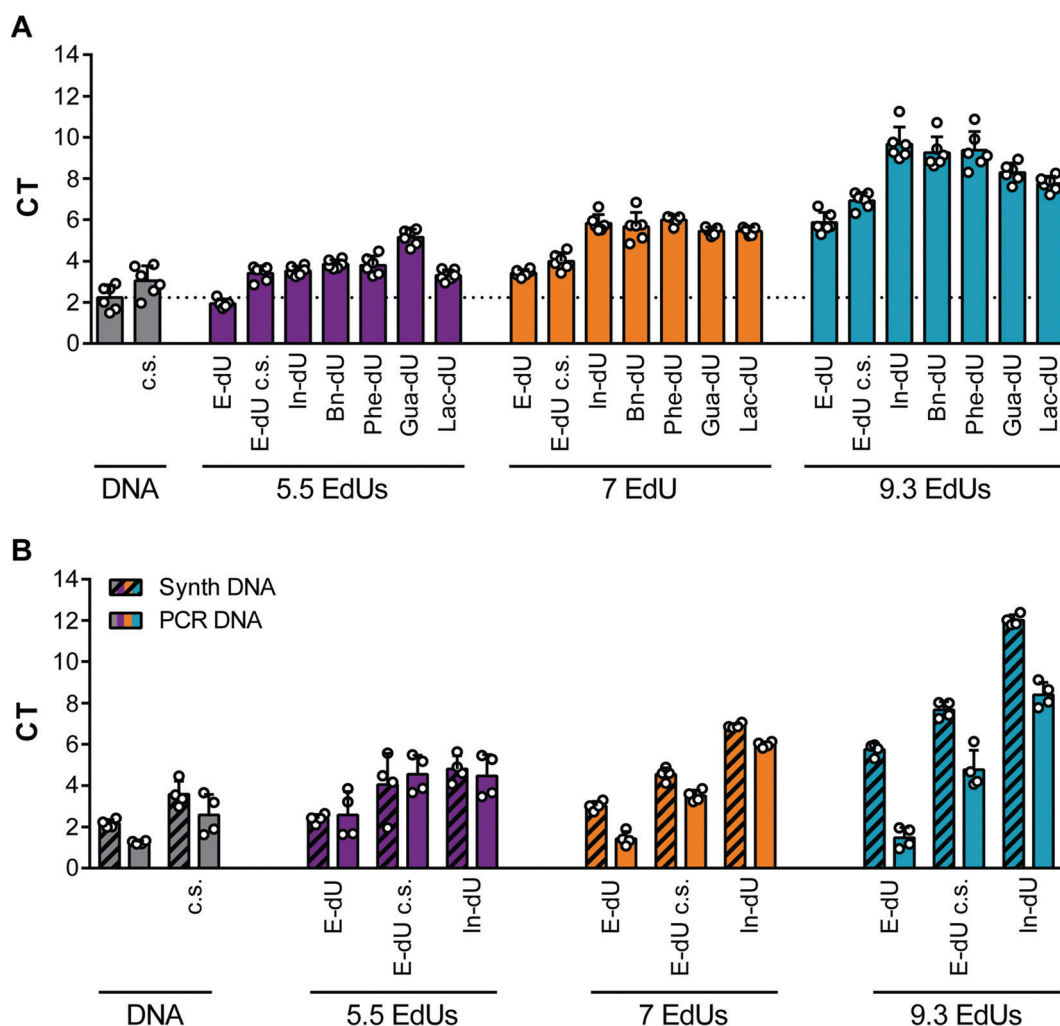 A
CT
14
12
10
8
6
4
2
0
c.s.
E-dU
E-dU c.s.
In-dU
Bn-dU
Phe-dU
Gua-dU
Lac-dU
E-dU
E-dU c.s.
In-dU
Bn-dU
Phe-dU
Gua-dU
Lac-dU
E-dU
E-dU c.s.
In-dU
Bn-dU
Phe-dU
Gua-dU
Lac-dU
DNA
5.5 EdUs
7 EdU
9.3 EdUs
B
Synth DNA
PCR DNA
CT
14
12
10
8
6
4
2
0
c.s.
E-dU
E-dU c.s.
In-dU
E-dU
E-dU c.s.
In-dU
E-dU
E-dU c.s.
In-dU
DNA
5.5 EdUs
7 EdUs
9.3 EdUs